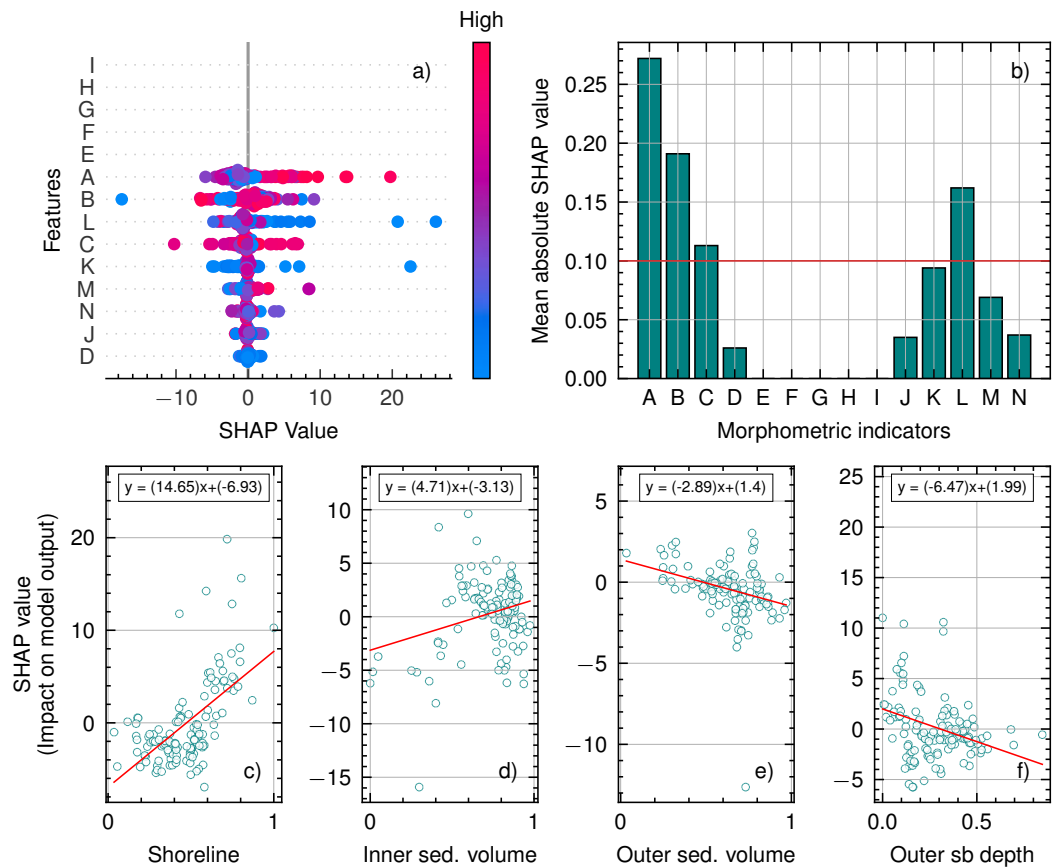 High
a)
I
H
G
F
E
A
B
L
C
K
M
N
J
D
Features
−10 0 10 20
SHAP Value
b)
Mean absolute SHAP value
0.25
0.20
0.15
0.10
0.05
0.00
A B C D E F G H I J K L M N
Morphometric indicators
SHAP value
(Impact on model output)
y = (14.65)x+(-6.93)
20
10
0
c)
0 1
Shoreline
y = (4.71)x+(-3.13)
10
5
0
−5
−10
−15
d)
0 1
Inner sed. volume
y = (-2.89)x+(1.4)
5
0
−5
−10
e)
0 1
Outer sed. volume
y = (-6.47)x+(1.99)
25
20
15
10
5
0
−5
f)
0.0 0.5
Outer sb depth